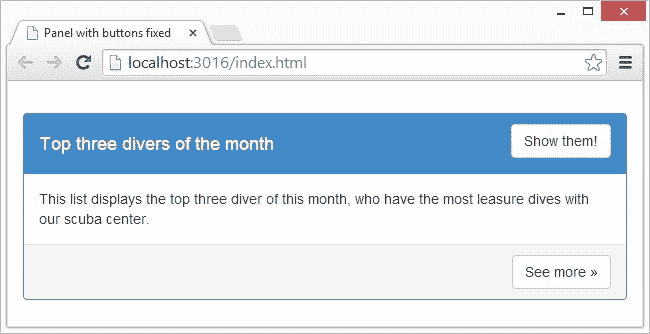 Panel with buttons fixed
localhost:3016/index.html
Top three divers of the month
Show them!
This list displays the top three diver of this month, who have the most leasure dives with
our scuba center.
See more »